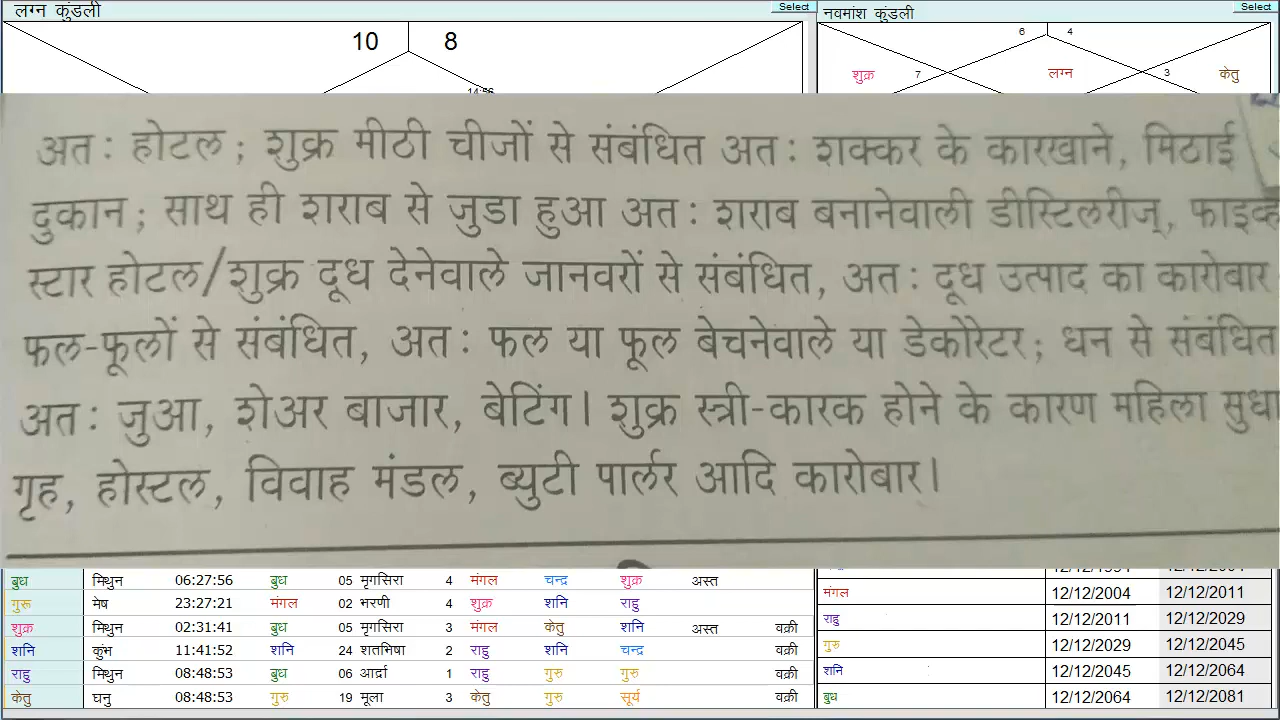 लग्न कुंडली Select
नवमांश कुंडली Select
10 8
6 4
शुक्र 7 लग्न 3 केतु
अत: होटल; शुक्र मीठी चीजों से संबंधित अत: शक्कर के कारखाने, मिठाई
दुकान; साथ ही शराब से जुडा हुआ अत: शराब बनानेवाली डीस्टिलरीज्, फाइव्ह
स्टार होटल/शुक्र दूध देनेवाले जानवरों से संबंधित, अत: दूध उत्पाद का कारोबार
फल-फूलों से संबंधित, अत: फल या फूल बेचनेवाले या डेकोरेटर; धन से संबंधित
अत: जुआ, शेअर बाजार, बेटिंग। शुक्र स्त्री-कारक होने के कारण महिला सुधा
गृह, होस्टल, विवाह मंडल, ब्युटी पार्लर आदि कारोबार।
बुध मिथुन 06:27:56 बुध 05 मृगसिरा 4 मंगल चन्द्र शुक्र अस्त
गुरू मेष 23:27:21 मंगल 02 भरणी 4 शुक्र शनि राहु
शुक्र मिथुन 02:31:41 बुध 05 मृगसिरा 3 मंगल केतु शनि अस्त वक्री
शनि कुंभ 11:41:52 शनि 24 शतभिषा 2 राहु शनि चन्द्र वक्री
राहु मिथुन 08:48:53 बुध 06 आर्द्रा 1 राहु गुरु गुरु वक्री
केतु धनु 08:48:53 गुरु 19 मूला 3 केतु गुरु सूर्य वक्री
मंगल 12/12/2004 12/12/2011
राहु 12/12/2011 12/12/2029
गुरु 12/12/2029 12/12/2045
शनि 12/12/2045 12/12/2064
बुध 12/12/2064 12/12/2081